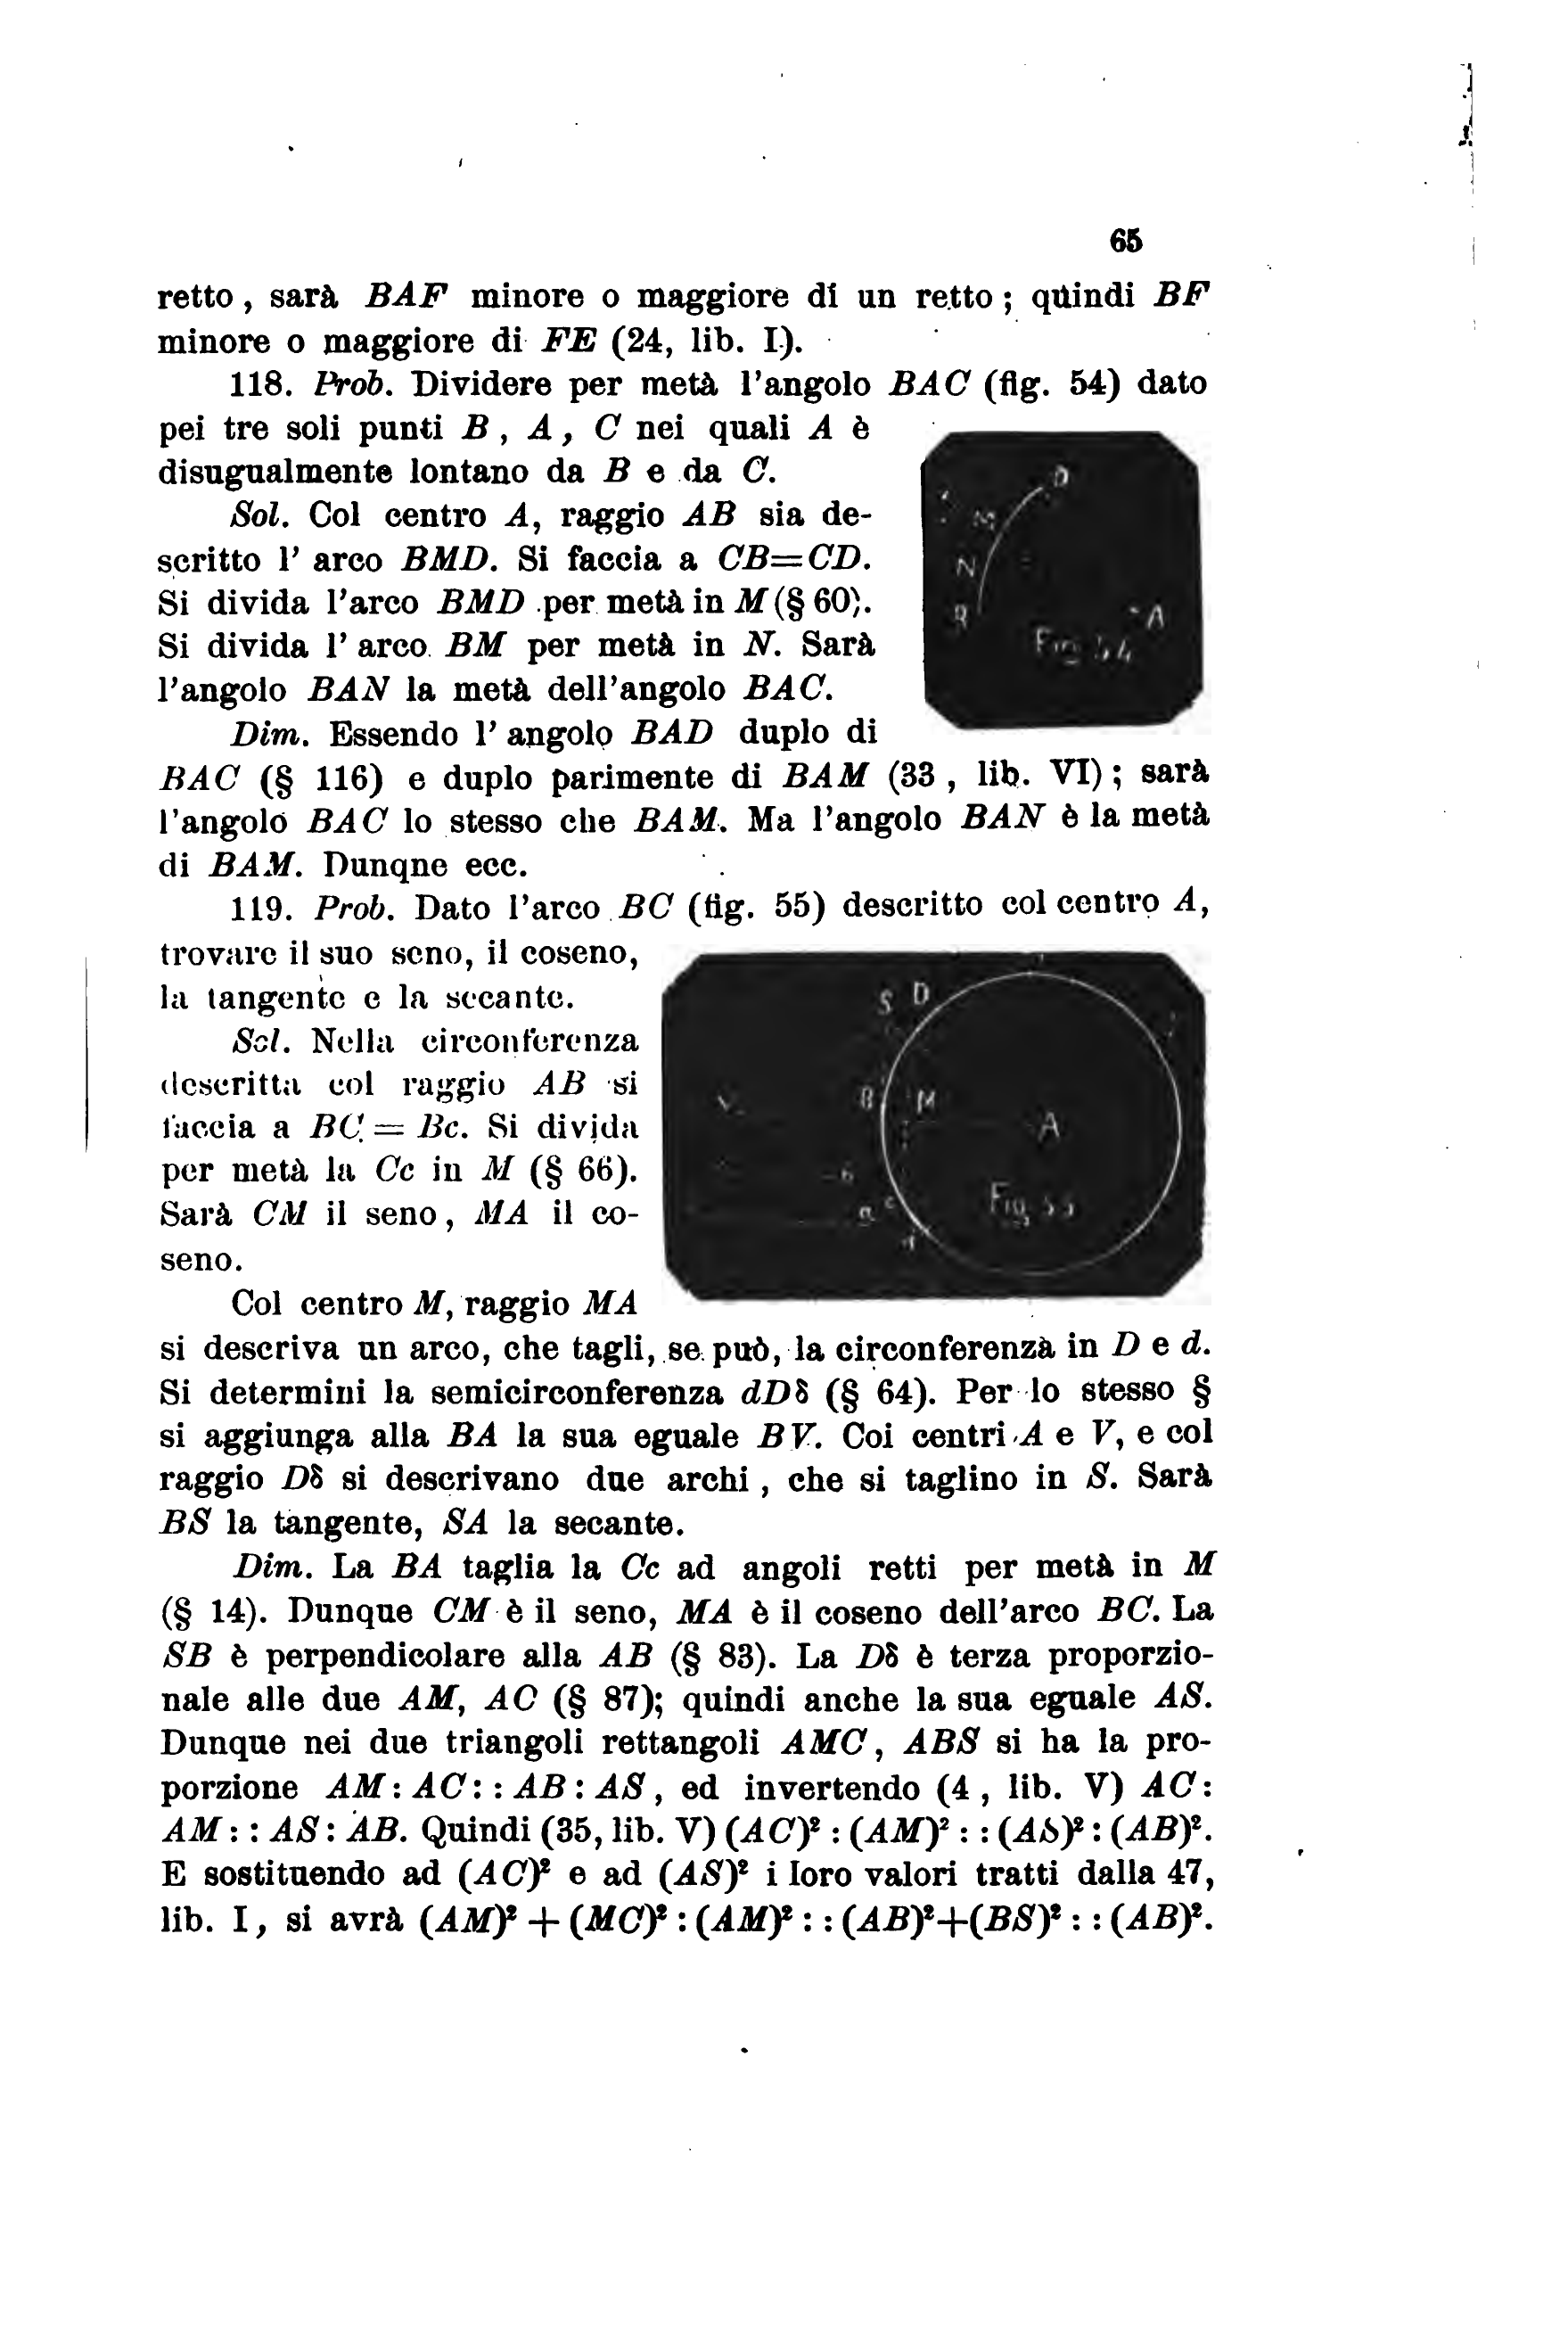 65
retto, sarà BAF minore o maggiore di un retto; quindi BF
minore o maggiore di FE (24, lib. I.).
118. Prob. Dividere per metà l'angolo BAC (fig. 54) dato
pei tre soli punti B, A, C nei quali A è
disugualmente lontano da B e da C.
Sol. Col centro A, raggio AB sia de-
scritto l' arco BMD. Si faccia a CB=CD.
Si divida l'arco BMD per metà in M (§ 60).
Si divida l' arco BM per metà in N. Sarà
l'angolo BAN la metà dell'angolo BAC.
D
M
N
B
A
Fig 54
Dim. Essendo l' angolo BAD duplo di
BAC (§ 116) e duplo parimente di BAM (33, lib. VI); sarà
l'angolo BAC lo stesso che BAM. Ma l'angolo BAN è la metà
di BAM. Dunqne ecc.
119. Prob. Dato l'arco BC (fig. 55) descritto col centro A,
trovare il suo seno, il coseno,
la tangente e la secante.
Sol. Nella circonferenza
descritta col raggio AB si
faccia a BC = Bc. Si divida
per metà la Cc in M (§ 66).
Sarà CM il seno, MA il co-
seno.
S D
V B M
A
Fig 55
Col centro M, raggio MA
si descriva un arco, che tagli, se può, la circonferenza in D e d.
Si determini la semicirconferenza dDδ (§ 64). Per lo stesso §
si aggiunga alla BA la sua eguale BV. Coi centri A e V, e col
raggio Dδ si descrivano due archi, che si taglino in S. Sarà
BS la tangente, SA la secante.
Dim. La BA taglia la Cc ad angoli retti per metà in M
(§ 14). Dunque CM è il seno, MA è il coseno dell'arco BC. La
SB è perpendicolare alla AB (§ 83). La Dδ è terza proporzio-
nale alle due AM, AC (§ 87); quindi anche la sua eguale AS.
Dunque nei due triangoli rettangoli AMC, ABS si ha la pro-
porzione AM : AC : : AB : AS, ed invertendo (4, lib. V) AC :
AM : : AS : AB. Quindi (35, lib. V) (AC)² : (AM)² : : (AS)² : (AB)².
E sostituendo ad (AC)² e ad (AS)² i loro valori tratti dalla 47,
lib. I, si avrà (AM)² + (MC)² : (AM)² : : (AB)²+(BS)² : : (AB)².